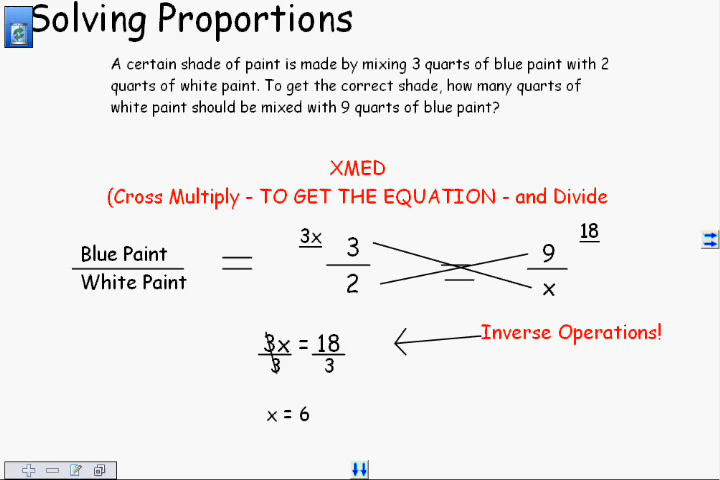 Solving Proportions
A certain shade of paint is made by mixing 3 quarts of blue paint with 2
quarts of white paint. To get the correct shade, how many quarts of
white paint should be mixed with 9 quarts of blue paint?
XMED
(Cross Multiply - TO GET THE EQUATION - and Divide
3x 3 9 18
Blue Paint =
White Paint 2 = x
3x = 18
3 3
Inverse Operations!
x = 6